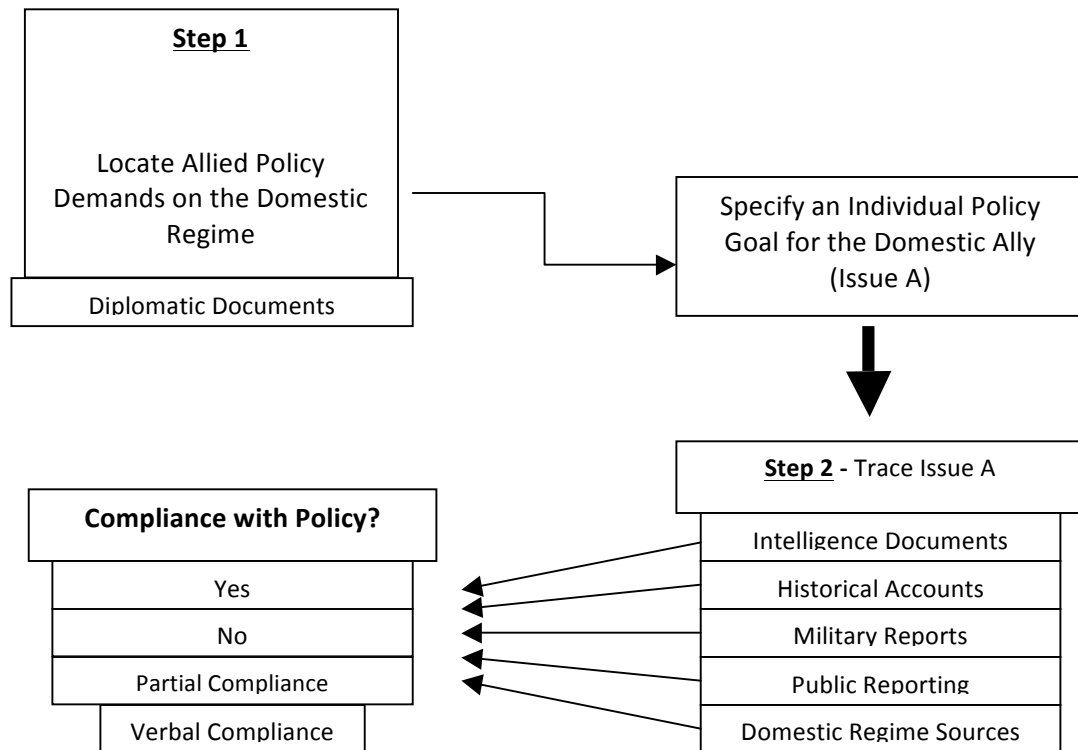 Step 1
Locate Allied Policy
Demands on the Domestic
Regime
Diplomatic Documents
Specify an Individual Policy
Goal for the Domestic Ally
(Issue A)
Step 2 - Trace Issue A
Intelligence Documents
Historical Accounts
Military Reports
Public Reporting
Domestic Regime Sources
Compliance with Policy?
Yes
No
Partial Compliance
Verbal Compliance